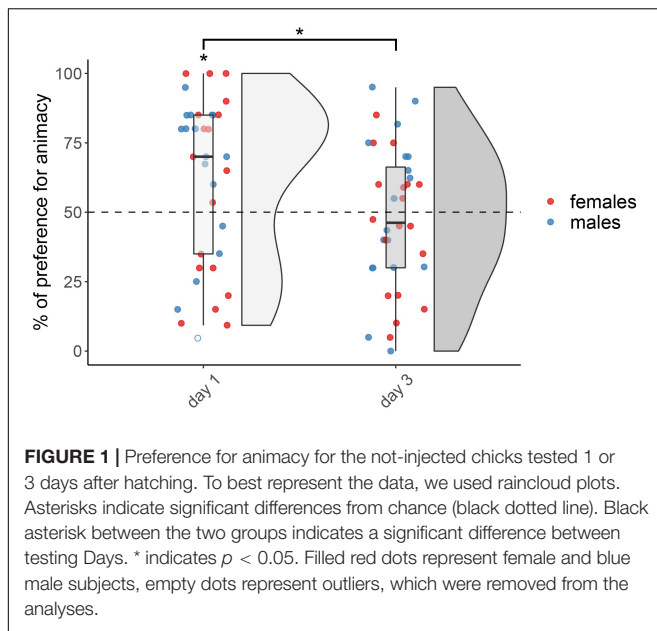 *
*
100
75
50
25
0
% of preference for animacy
day 1
day 3
females
males
FIGURE 1 | Preference for animacy for the not-injected chicks tested 1 or
3 days after hatching. To best represent the data, we used raincloud plots.
Asterisks indicate significant differences from chance (black dotted line). Black
asterisk between the two groups indicates a significant difference between
testing Days. * indicates p < 0.05. Filled red dots represent female and blue
male subjects, empty dots represent outliers, which were removed from the
analyses.